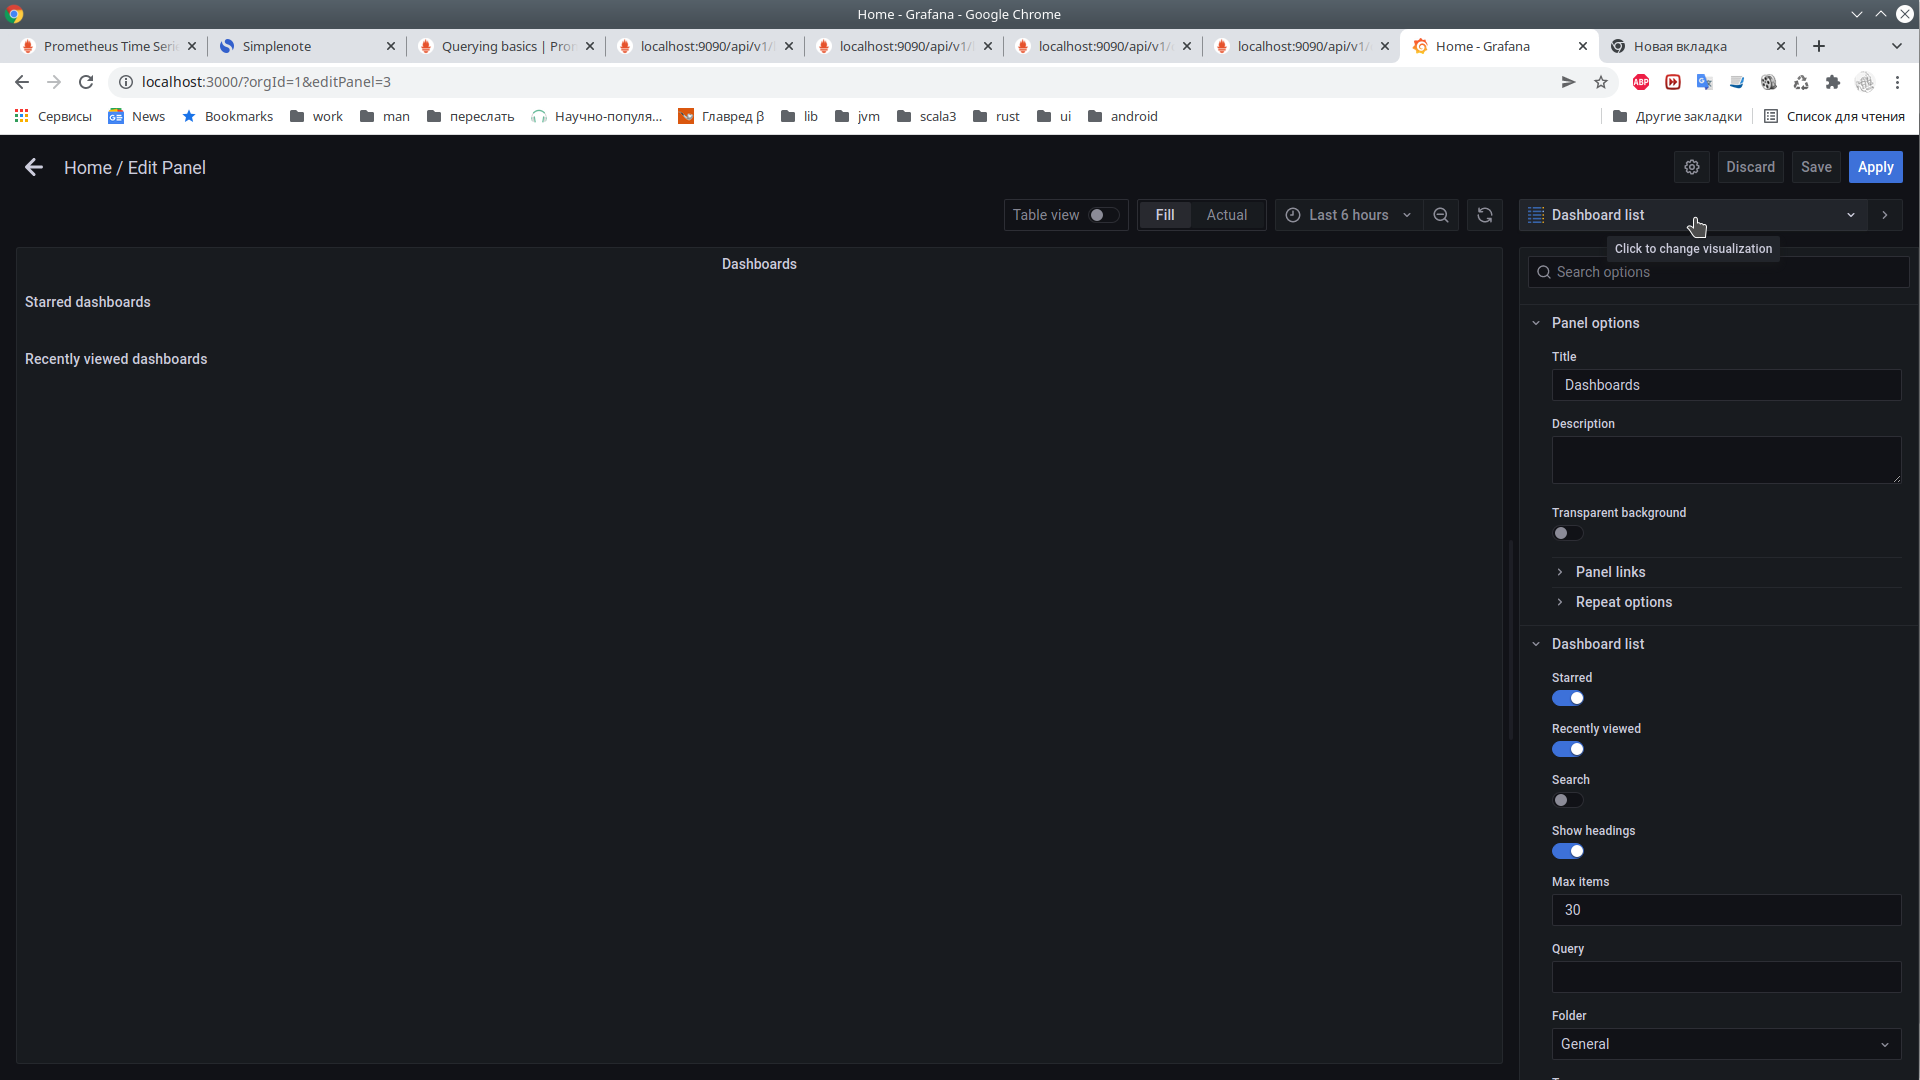 Home - Grafana - Google Chrome
Prometheus Time Seri
Simplenote
Querying basics | Pro
localhost:9090/api/v1/
localhost:9090/api/v1/
localhost:9090/api/v1/
localhost:9090/api/v1/
Home - Grafana
Новая вкладка
localhost:3000/?orgId=1&editPanel=3
ABP
Сервисы
News
Bookmarks
work
man
переслать
Научно-популя...
Главред β
lib
jvm
scala3
rust
ui
android
Другие закладки
Список для чтения
Home / Edit Panel
Discard
Save
Apply
Table view
Fill
Actual
Last 6 hours
Dashboard list
Click to change visualization
Dashboards
Starred dashboards
Recently viewed dashboards
Search options
Panel options
Title
Dashboards
Description
Transparent background
Panel links
Repeat options
Dashboard list
Starred
Recently viewed
Search
Show headings
Max items
30
Query
Folder
General